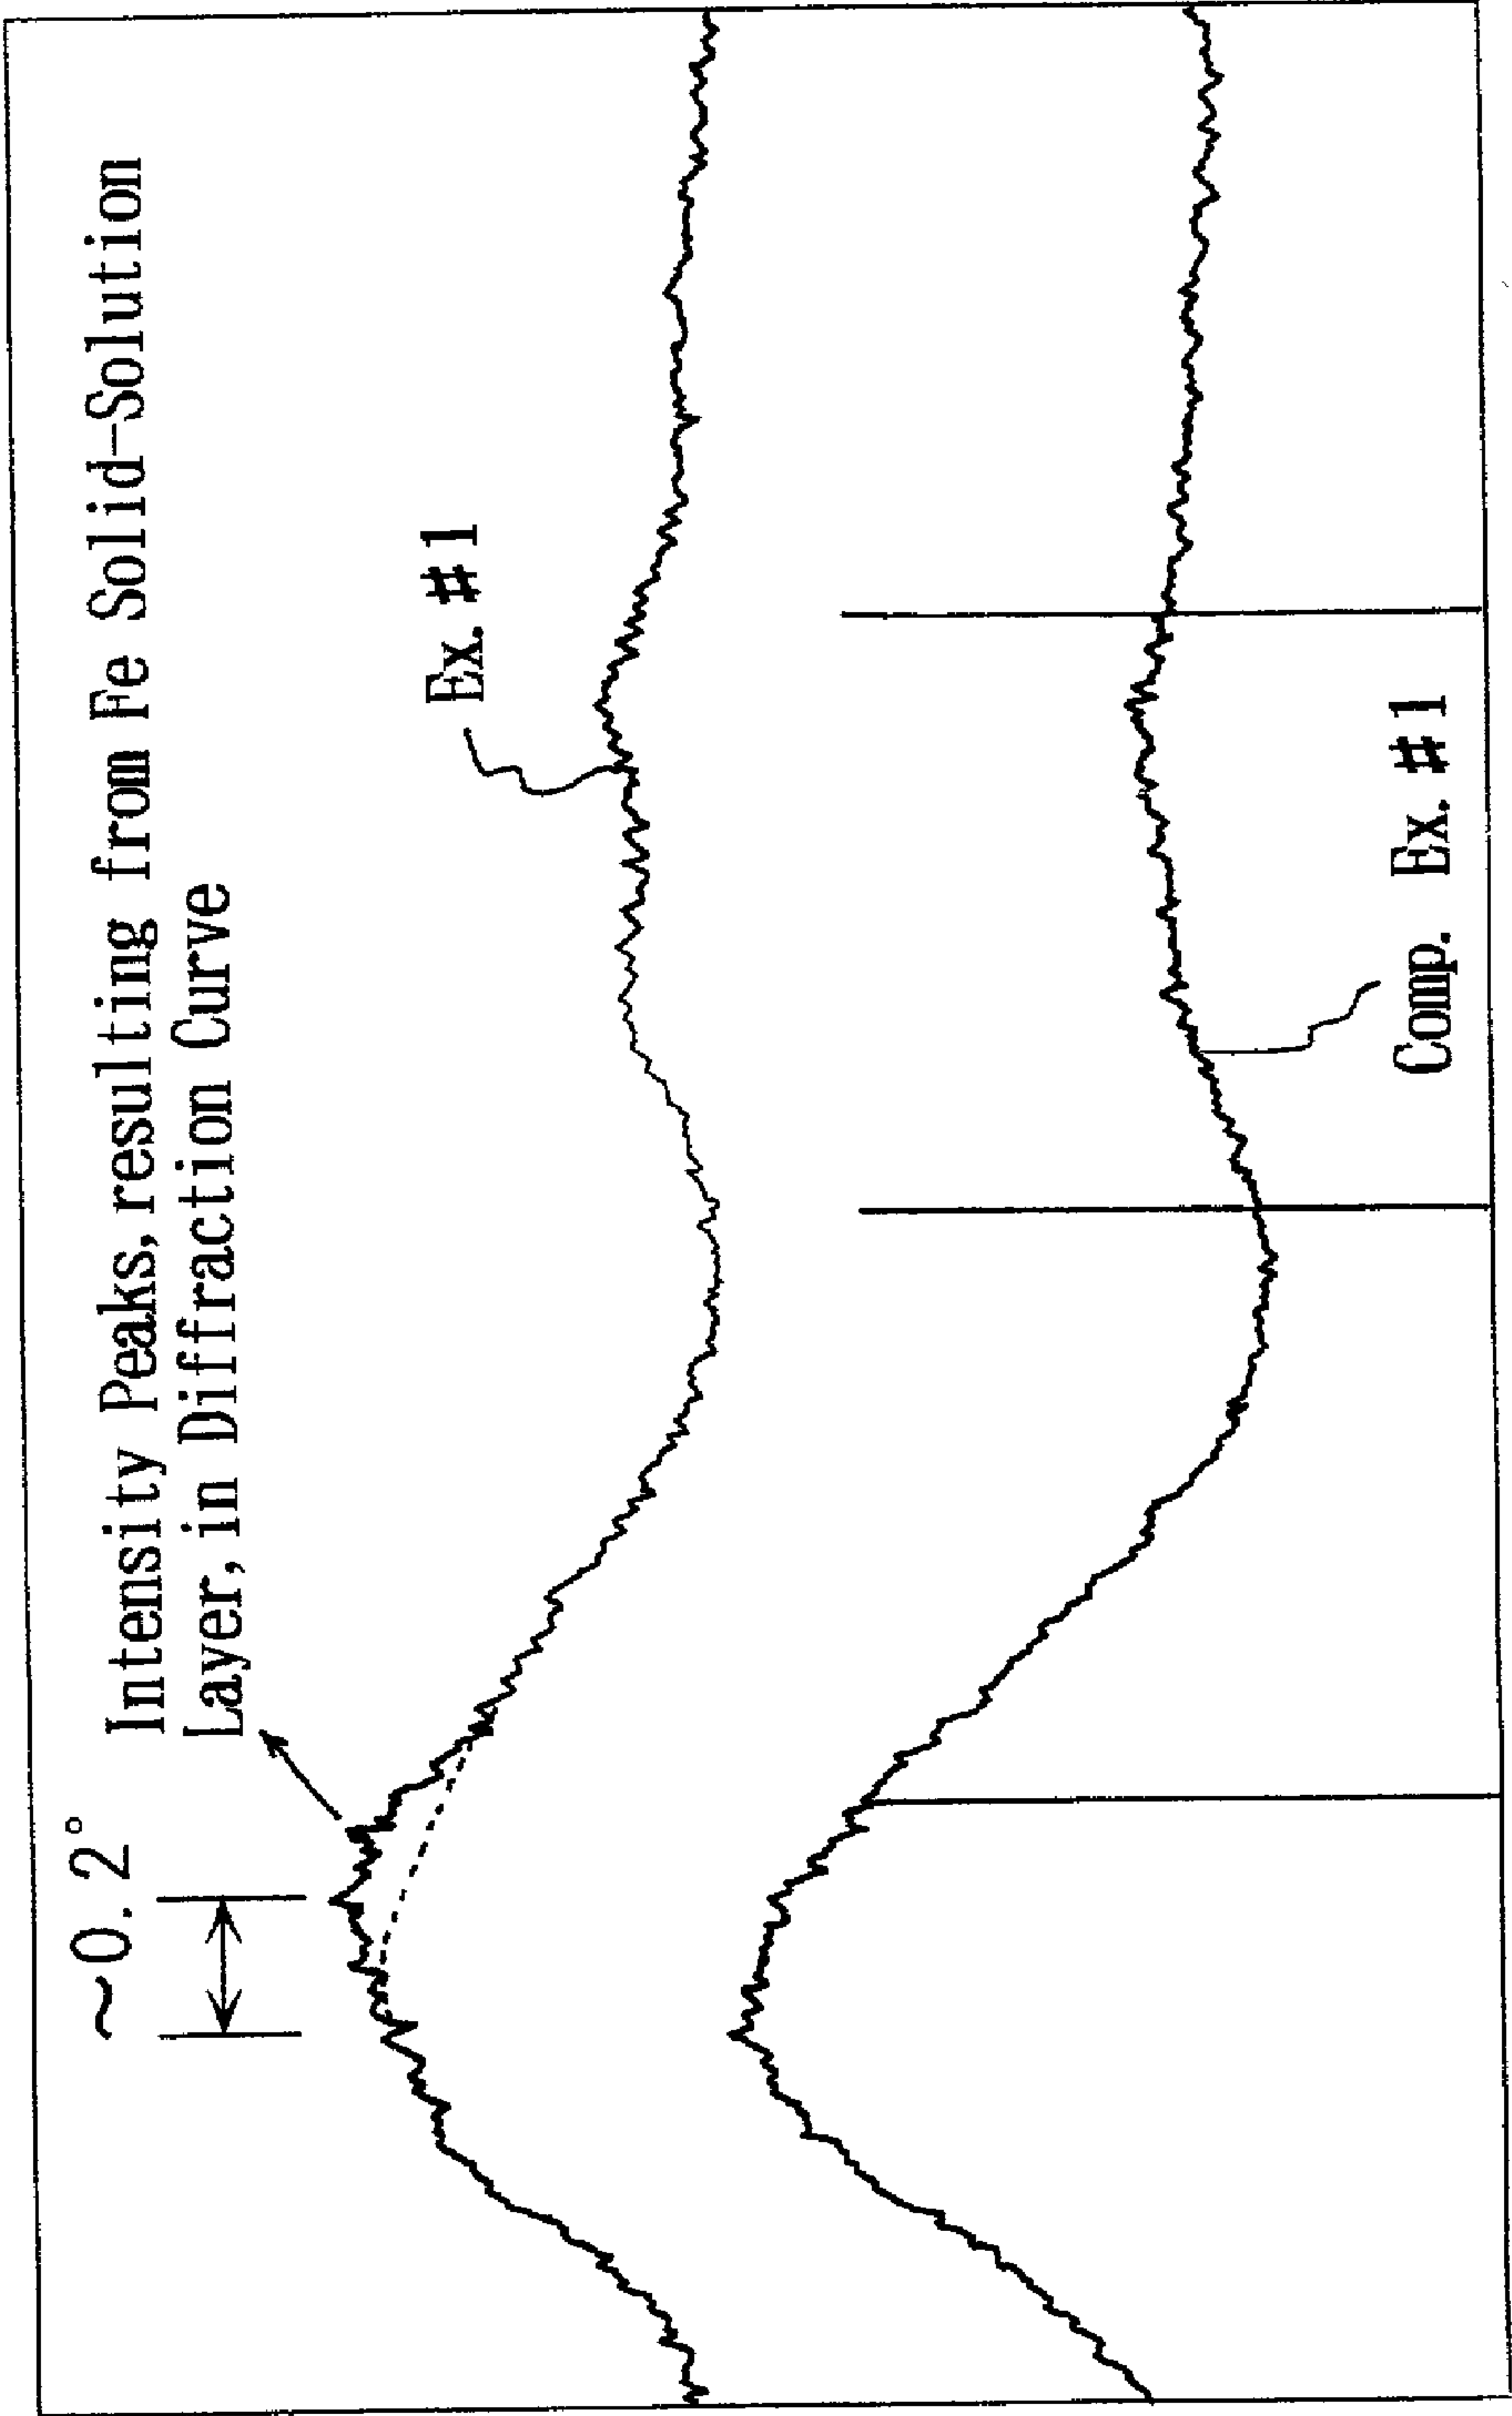 ~0.2°
Intensity Peaks, resulting from Fe Solid-Solution
Layer, in Diffraction Curve
Ex. #1
Comp. Ex. #1